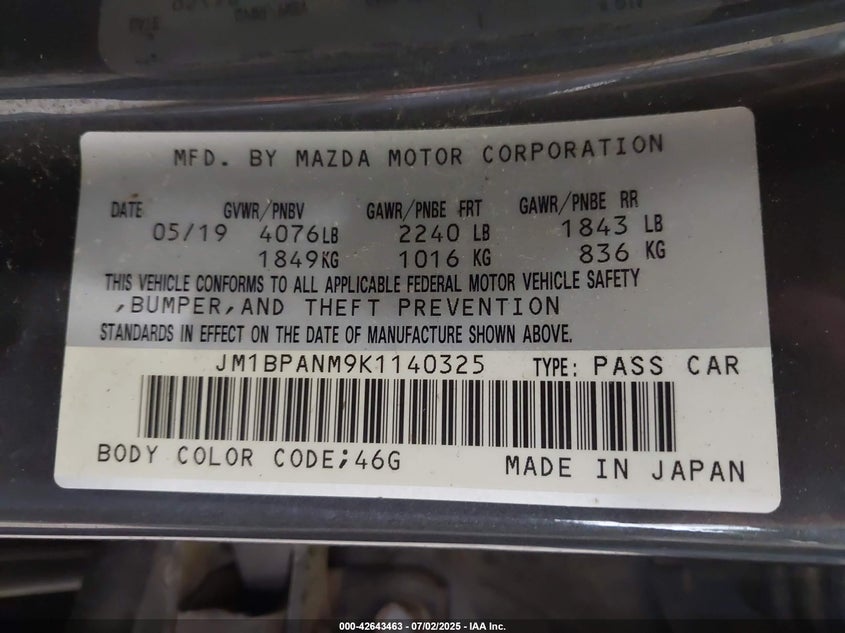 MFD. BY MAZDA MOTOR CORPORATION
DATE GVWR/PNBV GAWR/PNBE FRT GAWR/PNBE RR
05/19 4076LB 2240 LB 1843 LB
1849KG 1016 KG 836 KG
THIS VEHICLE CONFORMS TO ALL APPLICABLE FEDERAL MOTOR VEHICLE SAFETY
,BUMPER,AND THEFT PREVENTION
STANDARDS IN EFFECT ON THE DATE OF MANUFACTURE SHOWN ABOVE.
JM1BPANM9K1140325 TYPE: PASS CAR
BODY COLOR CODE;46G MADE IN JAPAN
000-42643463 - 07/02/2025 - IAA Inc.